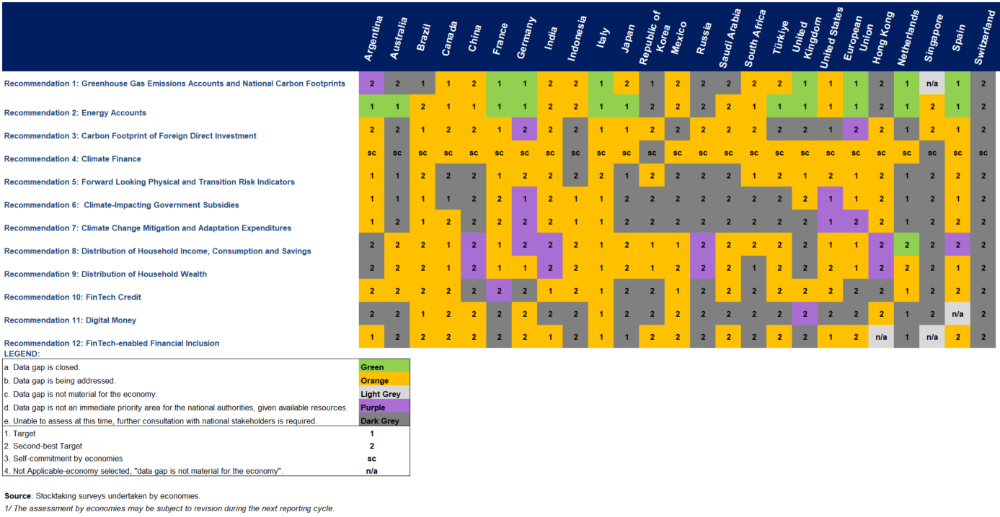 Argentina Australia Brazil Canada China France Germany India Indonesia Italy Japan Republic of Korea Mexico Russia Saudi Arabia South Africa Türkiye United Kingdom United States European Union Hong Kong Netherlands Singapore Spain Switzerland
Recommendation 1: Greenhouse Gas Emissions Accounts and National Carbon Footprints 2 2 1 1 2 1 1 2 2 1 2 1 2 2 2 2 2 1 1 1 2 1 n/a 1 2
Recommendation 2: Energy Accounts 1 1 2 1 1 1 1 2 2 1 1 2 2 2 2 1 1 1 1 1 2 1 2 1 2
Recommendation 3: Carbon Footprint of Foreign Direct Investment 2 2 1 2 2 1 2 2 2 1 1 2 2 2 2 2 2 2 1 2 2 1 2 1 2
Recommendation 4: Climate Finance sc sc sc sc sc sc sc sc sc sc sc sc sc sc sc sc sc sc sc sc sc sc sc sc sc
Recommendation 5: Forward Looking Physical and Transition Risk Indicators 1 1 2 2 2 1 2 2 2 2 1 2 2 2 2 1 2 1 2 1 2 1 2 2 2
Recommendation 6: Climate-Impacting Government Subsidies 1 1 1 1 2 2 1 2 1 1 2 2 2 2 2 2 2 2 1 1 2 1 2 1 2
Recommendation 7: Climate Change Mitigation and Adaptation Expenditures 1 2 1 2 2 2 2 2 1 1 2 2 2 2 2 2 2 2 1 2 2 1 2 2 2
Recommendation 8: Distribution of Household Income, Consumption and Savings 2 2 2 1 2 1 2 2 2 1 2 1 1 2 2 2 2 2 1 1 2 2 2 2 2
Recommendation 9: Distribution of Household Wealth 2 2 2 1 2 1 1 2 2 2 2 1 2 2 2 1 2 2 2 1 2 2 2 1 2
Recommendation 10: FinTech Credit 2 2 2 2 2 2 2 1 2 1 2 2 1 2 2 2 2 2 2 2 2 1 2 2 2
Recommendation 11: Digital Money 2 2 1 2 2 2 2 2 2 1 2 2 2 2 2 2 2 2 2 2 2 1 2 n/a 2
Recommendation 12: FinTech-enabled Financial Inclusion 1 2 2 2 2 2 2 1 2 1 1 2 2 2 2 2 2 2 1 2 n/a 1 n/a 2 2
LEGEND:
a. Data gap is closed. Green
b. Data gap is being addressed. Orange
c. Data gap is not material for the economy. Light Grey
d. Data gap is not an immediate priority area for the national authorities, given available resources. Purple
e. Unable to assess at this time, further consultation with national stakeholders is required. Dark Grey
1. Target 1
2. Second-best Target 2
3. Self-commitment by economies sc
4. Not Applicable-economy selected, "data gap is not material for the economy". n/a
Source: Stocktaking surveys undertaken by economies.
1/ The assessment by economies may be subject to revision during the next reporting cycle.